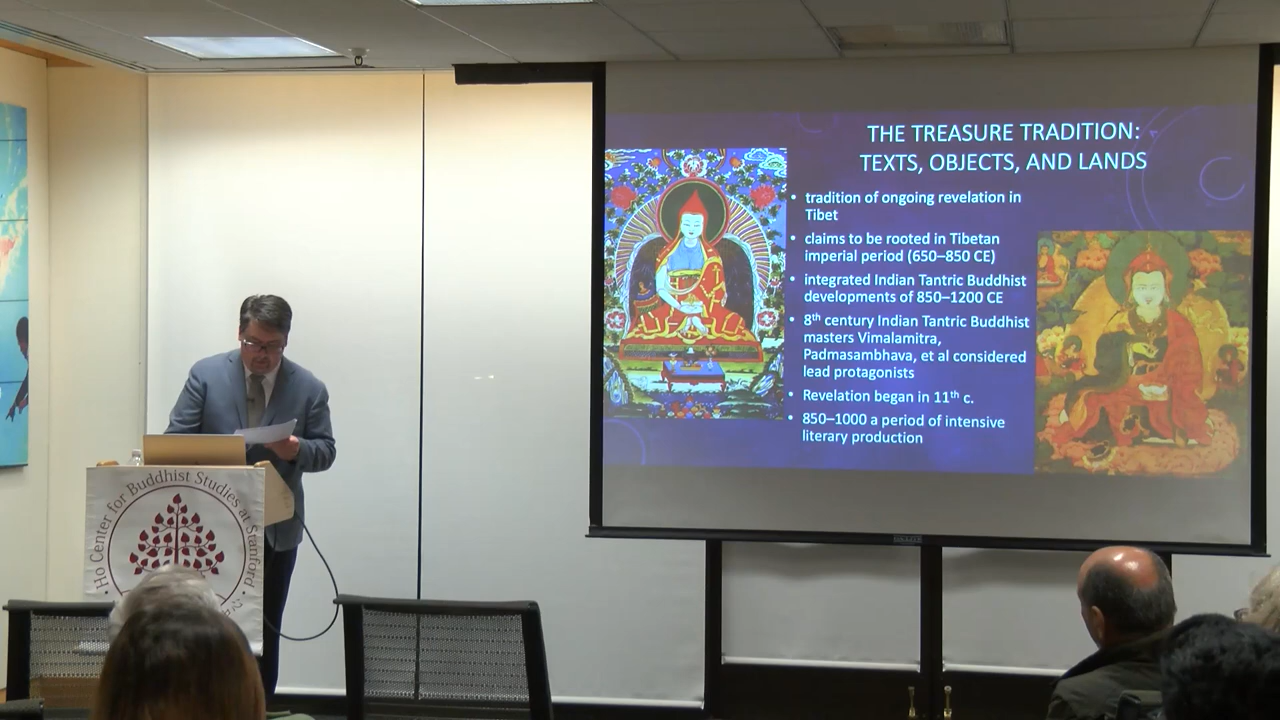 THE TREASURE TRADITION:
TEXTS, OBJECTS, AND LANDS
• tradition of ongoing revelation in
Tibet
• claims to be rooted in Tibetan
imperial period (650–850 CE)
• integrated Indian Tantric Buddhist
developments of 850–1200 CE
• 8th century Indian Tantric Buddhist
masters Vimalamitra,
Padmasambhava, et al considered
lead protagonists
• Revelation began in 11th c.
• 850–1000 a period of intensive
literary production
Ho Center for Buddhist Studies at Stanford